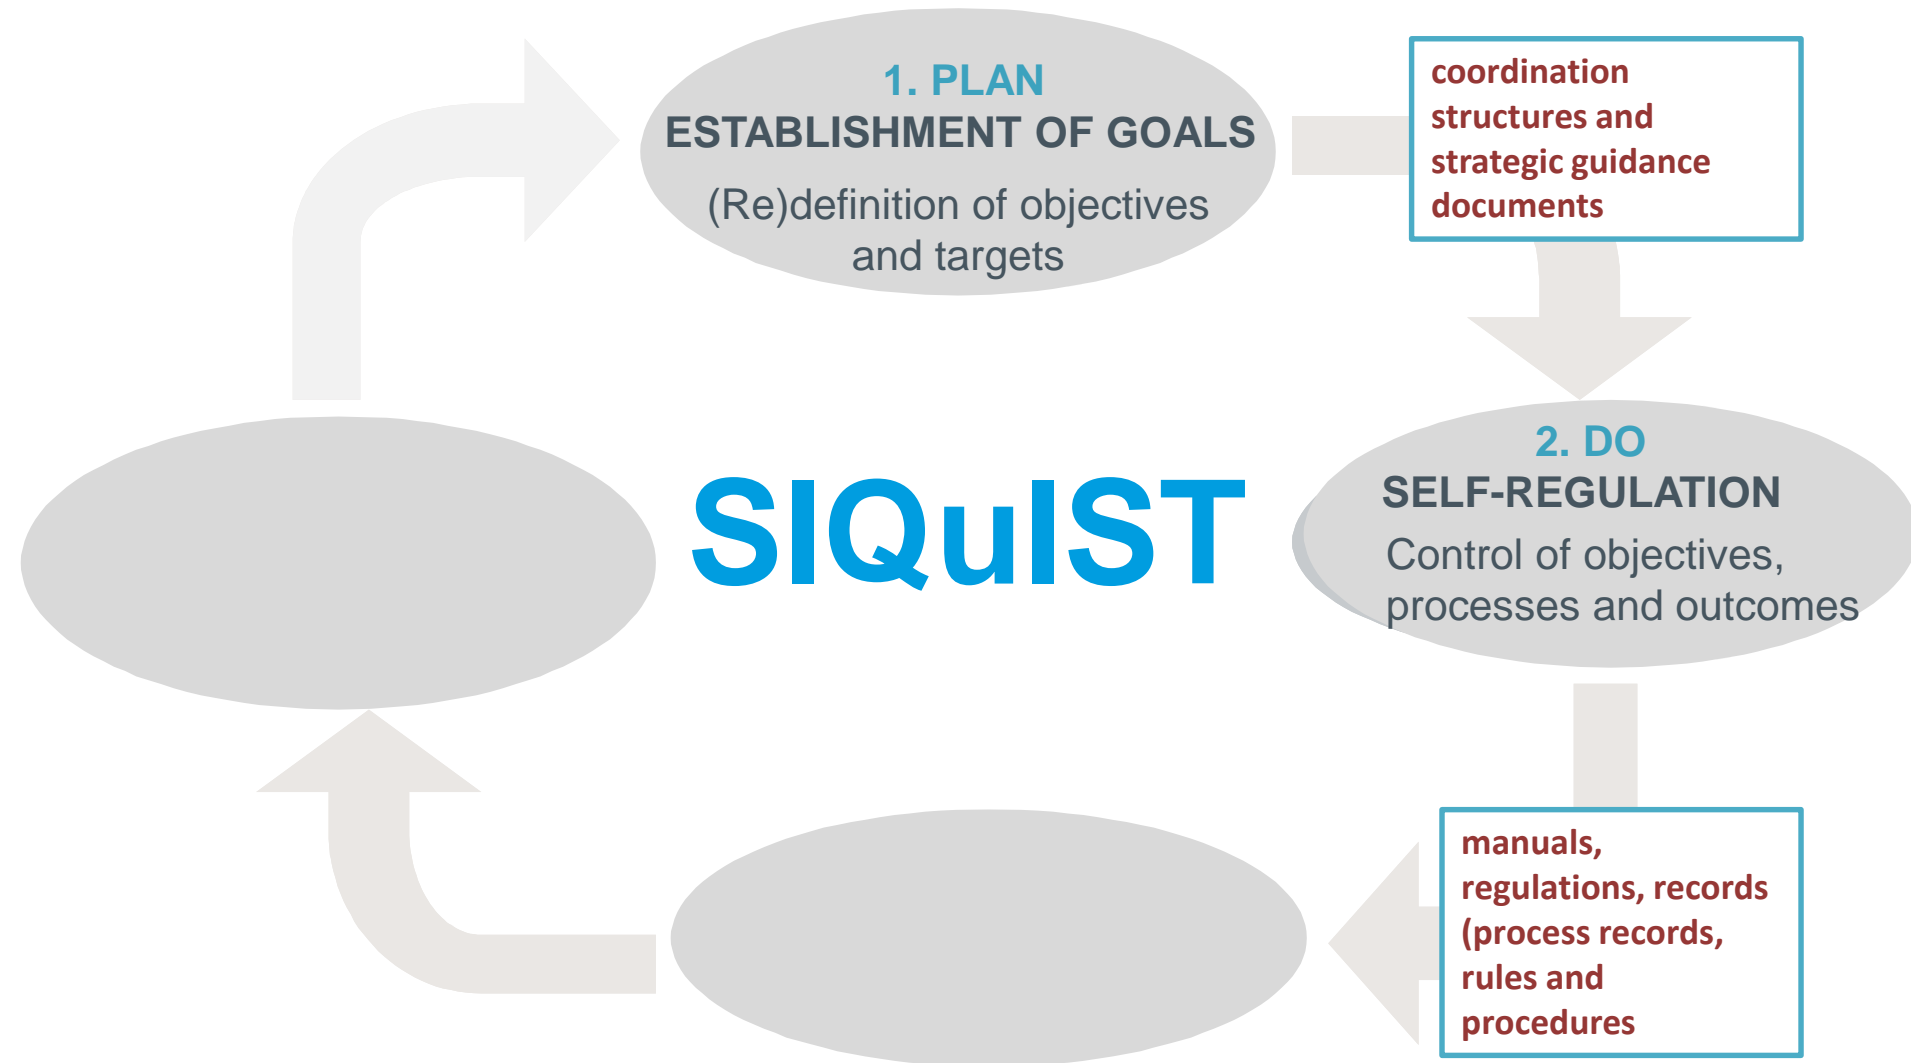 1. PLAN
ESTABLISHMENT OF GOALS
(Re)definition of objectives
and targets
coordination
structures and
strategic guidance
documents
SIQuIST
2. DO
SELF-REGULATION
Control of objectives,
processes and outcomes
manuals,
regulations, records
(process records,
rules and
procedures